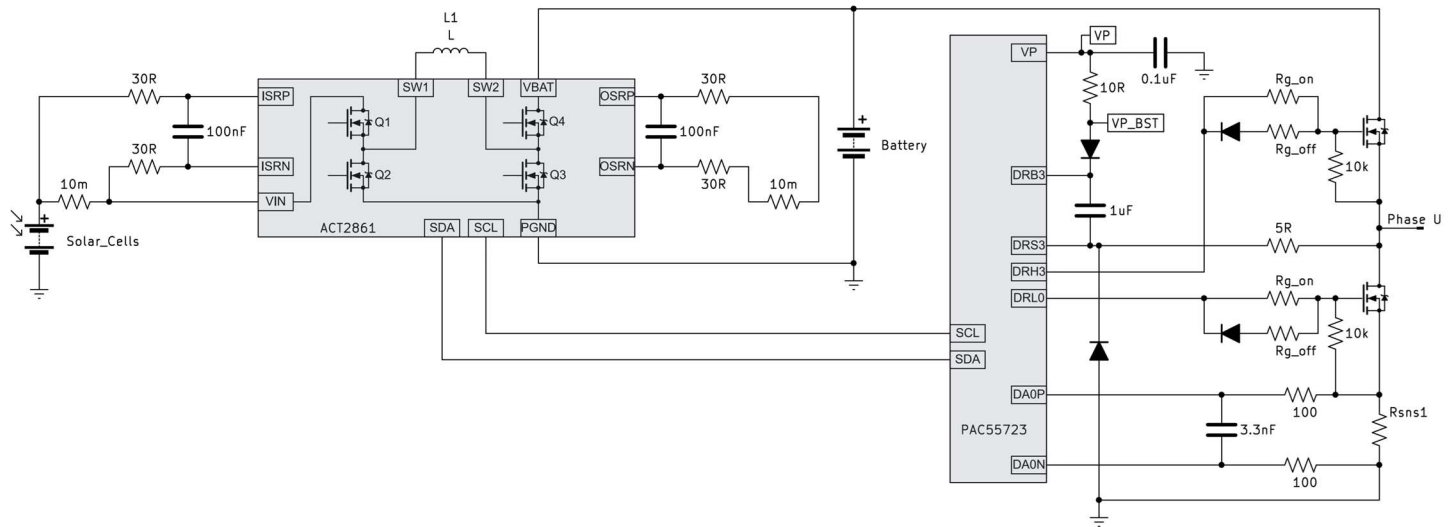 L1
L
VP
VP
0.1uF
10R
VP_BST
Rg_on
Rg_off
10k
30R
ISRP
SW1
SW2
VBAT
OSRP
30R
100nF
Q1
Q4
100nF
Battery
30R
ISRN
Q2
Q3
OSRN
30R
10m
10m
VIN
ACT2861
SDA
SCL
PGND
Solar_Cells
DRB3
1uF
Phase U
DRS3
5R
DRH3
DRL0
Rg_on
Rg_off
10k
SCL
SDA
DA0P
100
Rsns1
PAC55723
3.3nF
DA0N
100
+
+